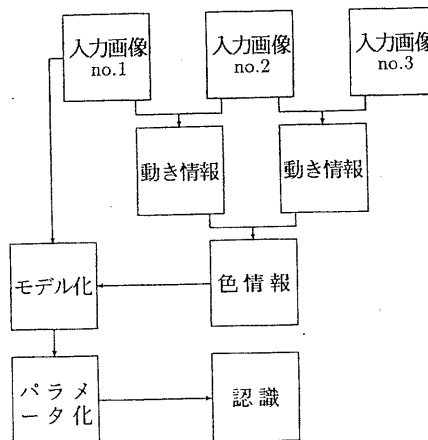 入力画像
no.1
入力画像
no.2
入力画像
no.3
動き情報
動き情報
モデル化
色情報
パラメ
ータ化
認識